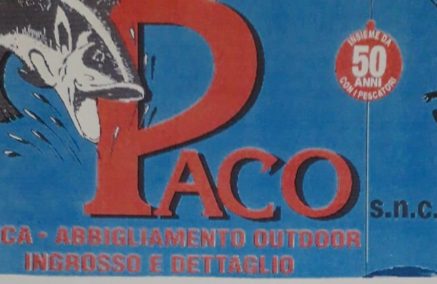 INSIEME DA
50
ANNI
CON I PESCATORI
PACO
s.n.c.
CA - ABBIGLIAMENTO OUTDOOR
INGROSSO E DETTAGLIO